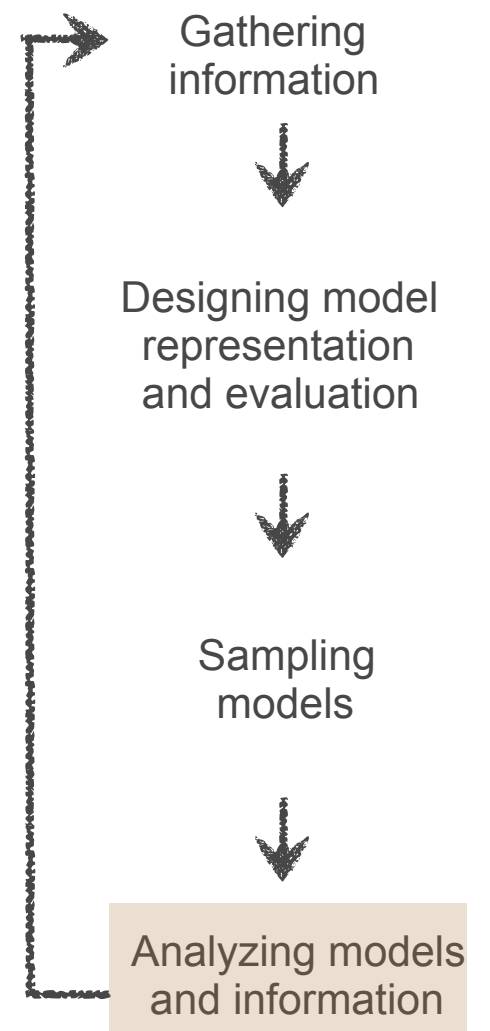 Gathering
information
Designing model
representation
and evaluation
Sampling
models
Analyzing models
and information